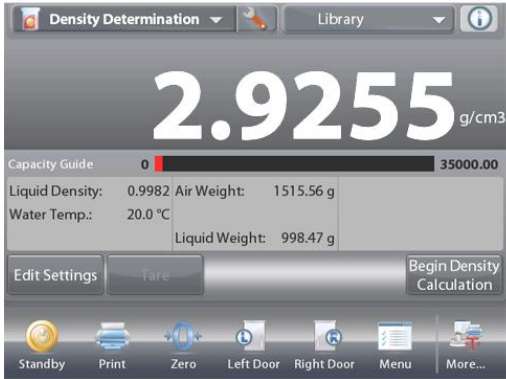 Density Determination Library
2.9255 g/cm3
Capacity Guide 0 35000.00
Liquid Density: 0.9982 Air Weight: 1515.56 g
Water Temp.: 20.0 °C
Liquid Weight: 998.47 g
Edit Settings Tare Begin Density
Calculation
Standby Print Zero Left Door Right Door Menu More...